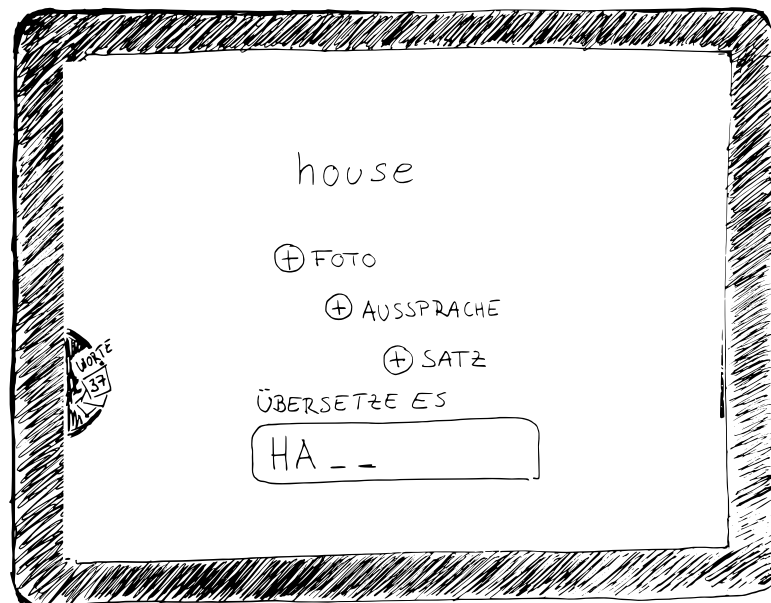 house
⊕ FOTO
⊕ AUSSPRACHE
⊕ SATZ
WORTE
37
ÜBERSETZE ES
HA _ _